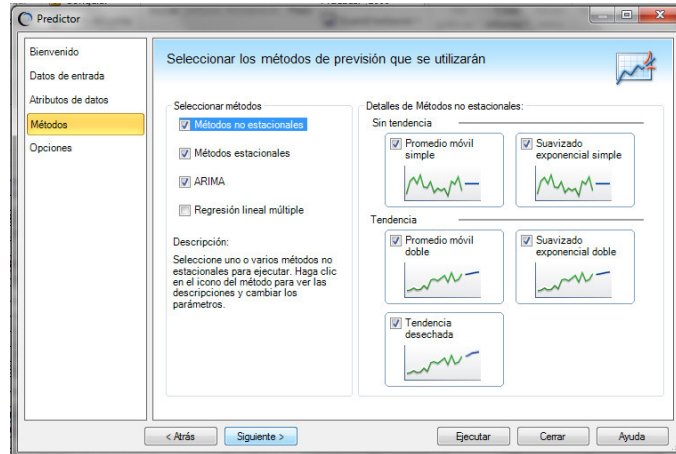 Predictor
Bienvenido
Datos de entrada
Atributos de datos
Métodos
Opciones
Seleccionar los métodos de previsión que se utilizarán
Seleccionar métodos
Métodos no estacionales
Métodos estacionales
ARIMA
Regresión lineal múltiple
Descripción:
Seleccione uno o varios métodos no
estacionales para ejecutar. Haga clic
en el icono del método para ver las
descripciones y cambiar los
parámetros.
Detalles de Métodos no estacionales:
Sin tendencia
Promedio móvil
simple
Suavizado
exponencial simple
Tendencia
Promedio móvil
doble
Suavizado
exponencial doble
Tendencia
desechada
< Atrás
Siguiente >
Ejecutar
Cerrar
Ayuda